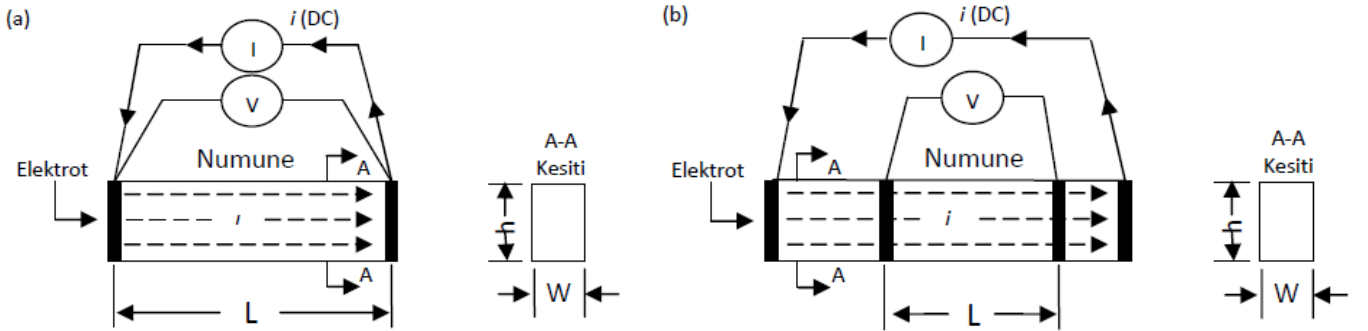 (a)
i (DC)
I
V
Elektrot
Numune
A
A-A
Kesiti
i
h
A
L
W
(b)
i (DC)
I
V
Elektrot
A
Numune
A-A
Kesiti
i
h
A
L
W